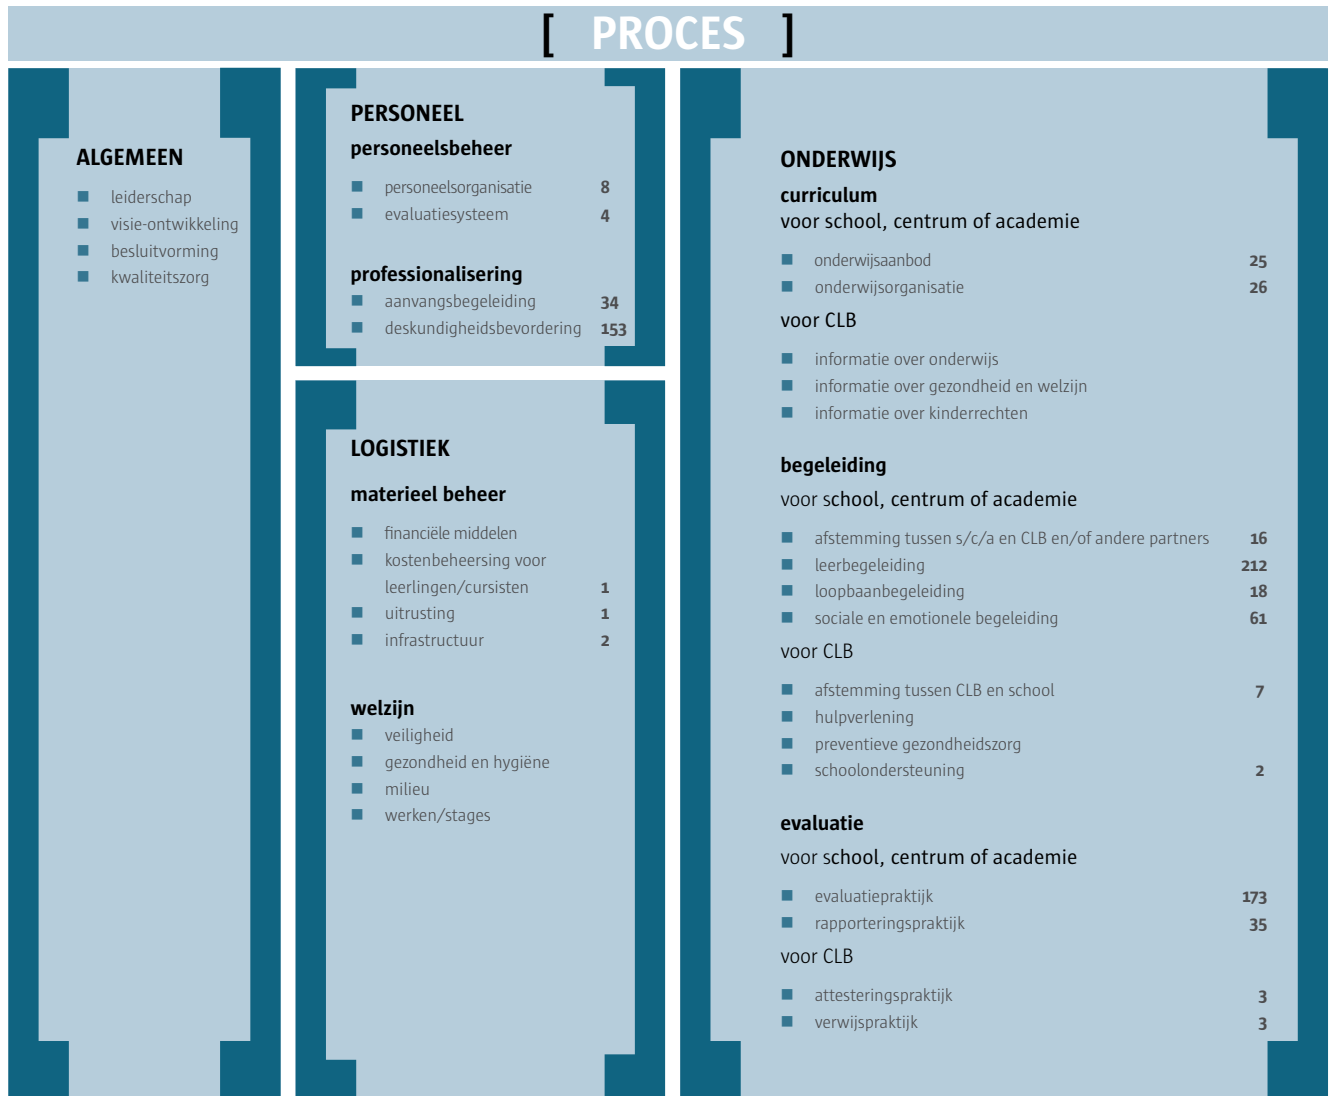 [ PROCES ]
ALGEMEEN
leiderschap
visie-ontwikkeling
besluitvorming
kwaliteitszorg
PERSONEEL
personeelsbeheer
personeelsorganisatie 8
evaluatiesysteem 4
professionalisering
aanvangsbegeleiding 34
deskundigheidsbevordering 153
LOGISTIEK
materieel beheer
financiële middelen
kostenbeheersing voor
leerlingen/cursisten 1
uitrusting 1
infrastructuur 2
welzijn
veiligheid
gezondheid en hygiëne
milieu
werken/stages
ONDERWIJS
curriculum
voor school, centrum of academie
onderwijsaanbod 25
onderwijsorganisatie 26
voor CLB
informatie over onderwijs
informatie over gezondheid en welzijn
informatie over kinderrechten
begeleiding
voor school, centrum of academie
afstemming tussen s/c/a en CLB en/of andere partners 16
leerbegeleiding 212
loopbaanbegeleiding 18
sociale en emotionele begeleiding 61
voor CLB
afstemming tussen CLB en school 7
hulpverlening
preventieve gezondheidszorg
schoolondersteuning 2
evaluatie
voor school, centrum of academie
evaluatiepraktijk 173
rapporteringspraktijk 35
voor CLB
attesteringspraktijk 3
verwijspraktijk 3